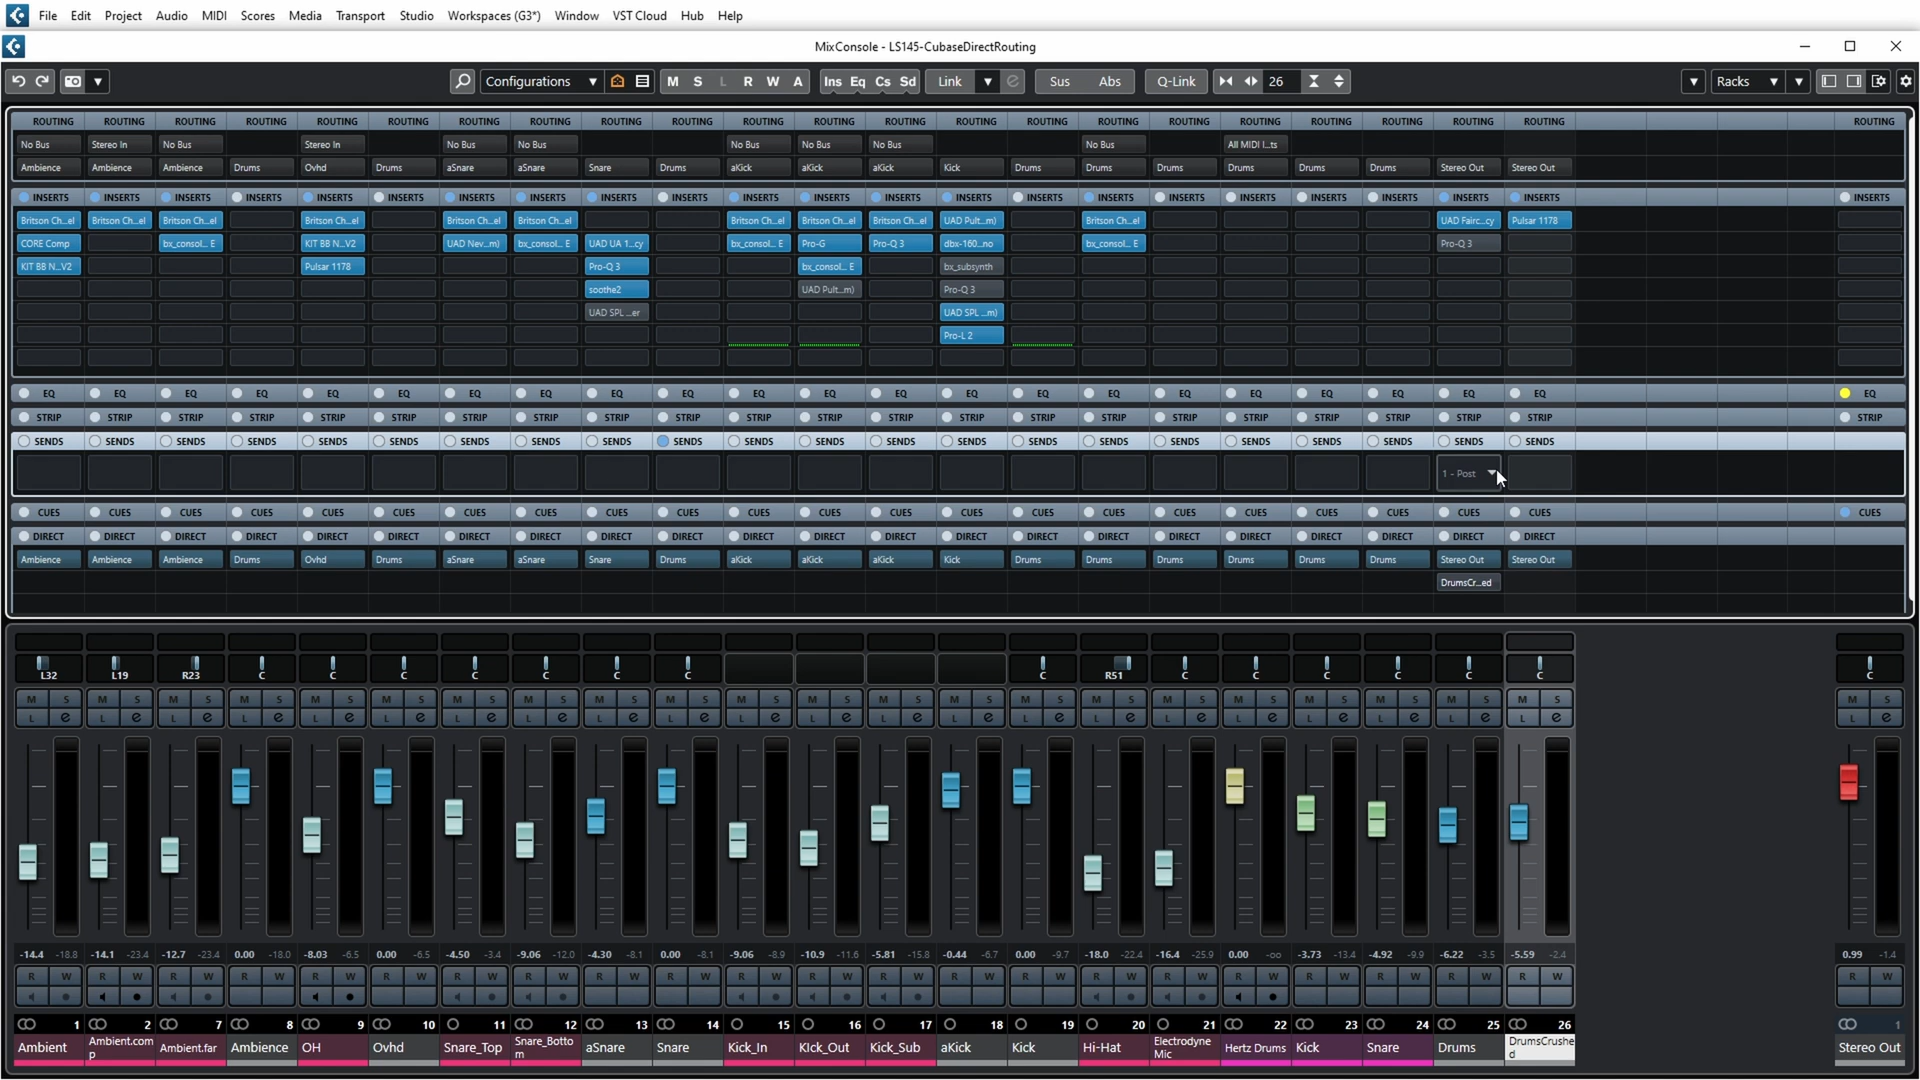 File Edit Project Audio MIDI Scores Media Transport Studio Workspaces (G3*) Window VST Cloud Hub Help
MixConsole - LS145-CubaseDirectRouting
Configurations M S L R W A Ins Eq Cs Sd Link e Sus Abs Q-Link 26 Racks
ROUTING ROUTING ROUTING ROUTING ROUTING ROUTING ROUTING ROUTING ROUTING ROUTING ROUTING ROUTING ROUTING ROUTING ROUTING ROUTING ROUTING ROUTING ROUTING ROUTING ROUTING ROUTING ROUTING
No Bus Stereo In No Bus Stereo In No Bus No Bus No Bus No Bus No Bus No Bus All MIDI I...ts
Ambience Ambience Ambience Drums Ovhd Drums aSnare aSnare Snare Drums aKick aKick aKick Kick Drums Drums Drums Drums Drums Drums Stereo Out Stereo Out
INSERTS INSERTS INSERTS INSERTS INSERTS INSERTS INSERTS INSERTS INSERTS INSERTS INSERTS INSERTS INSERTS INSERTS INSERTS INSERTS INSERTS INSERTS INSERTS INSERTS INSERTS INSERTS INSERTS
Britson Ch...el Britson Ch...el Britson Ch...el Britson Ch...el Britson Ch...el Britson Ch...el Britson Ch...el Britson Ch...el Britson Ch...el UAD Pult...m) Britson Ch...el UAD Fairc...cy Pulsar 1178
CORE Comp bx_consol... E KIT BB N...V2 UAD Nev...m) bx_consol... E UAD UA 1...cy bx_consol... E Pro-G Pro-Q 3 dbx-160...no bx_consol... E Pro-Q 3
KIT BB N...V2 Pulsar 1178 Pro-Q 3 bx_consol... E bx_subsynth
soothe2 UAD Pult...m) Pro-Q 3
UAD SPL ...er UAD SPL ...m)
Pro-L 2
EQ EQ EQ EQ EQ EQ EQ EQ EQ EQ EQ EQ EQ EQ EQ EQ EQ EQ EQ EQ EQ EQ EQ
STRIP STRIP STRIP STRIP STRIP STRIP STRIP STRIP STRIP STRIP STRIP STRIP STRIP STRIP STRIP STRIP STRIP STRIP STRIP STRIP STRIP STRIP STRIP
SENDS SENDS SENDS SENDS SENDS SENDS SENDS SENDS SENDS SENDS SENDS SENDS SENDS SENDS SENDS SENDS SENDS SENDS SENDS SENDS SENDS SENDS
1 - Post
CUES CUES CUES CUES CUES CUES CUES CUES CUES CUES CUES CUES CUES CUES CUES CUES CUES CUES CUES CUES CUES CUES CUES
DIRECT DIRECT DIRECT DIRECT DIRECT DIRECT DIRECT DIRECT DIRECT DIRECT DIRECT DIRECT DIRECT DIRECT DIRECT DIRECT DIRECT DIRECT DIRECT DIRECT DIRECT DIRECT
Ambience Ambience Ambience Drums Ovhd Drums aSnare aSnare Snare Drums aKick aKick aKick Kick Drums Drums Drums Drums Drums Drums Stereo Out Stereo Out
DrumsCr...ed
L32 L19 R23 C C C C C C C C R51 C C C C C C C
M S M S M S M S M S M S M S M S M S M S M S M S M S M S M S M S M S M S M S M S M S M S M S
L e L e L e L e L e L e L e L e L e L e L e L e L e L e L e L e L e L e L e L e L e L e L e
-14.4 -18.8 -14.1 -23.4 -12.7 -23.4 0.00 -18.0 -8.03 -6.5 0.00 -6.5 -4.50 -3.4 -9.06 -12.0 -4.30 -8.1 0.00 -8.1 -9.06 -8.9 -10.9 -11.6 -5.81 -15.8 -0.44 -6.7 0.00 -9.7 -18.0 -22.4 -16.4 -25.9 0.00 -oo -3.73 -13.4 -4.92 -9.9 -6.22 -3.5 -5.59 -2.4 0.99 -1.4
R W R W R W R W R W R W R W R W R W R W R W R W R W R W R W R W R W R W R W R W R W R W R W
1 2 7 8 9 10 11 12 13 14 15 16 17 18 19 20 21 22 23 24 25 26 1
Ambient Ambient.com Ambient.far Ambience OH Ovhd Snare_Top Snare_Botto aSnare Snare Kick_In KIck_Out Kick_Sub aKick Kick Hi-Hat Electrodyne Hertz Drums Kick Snare Drums DrumsCrushe Stereo Out
p m Mic d